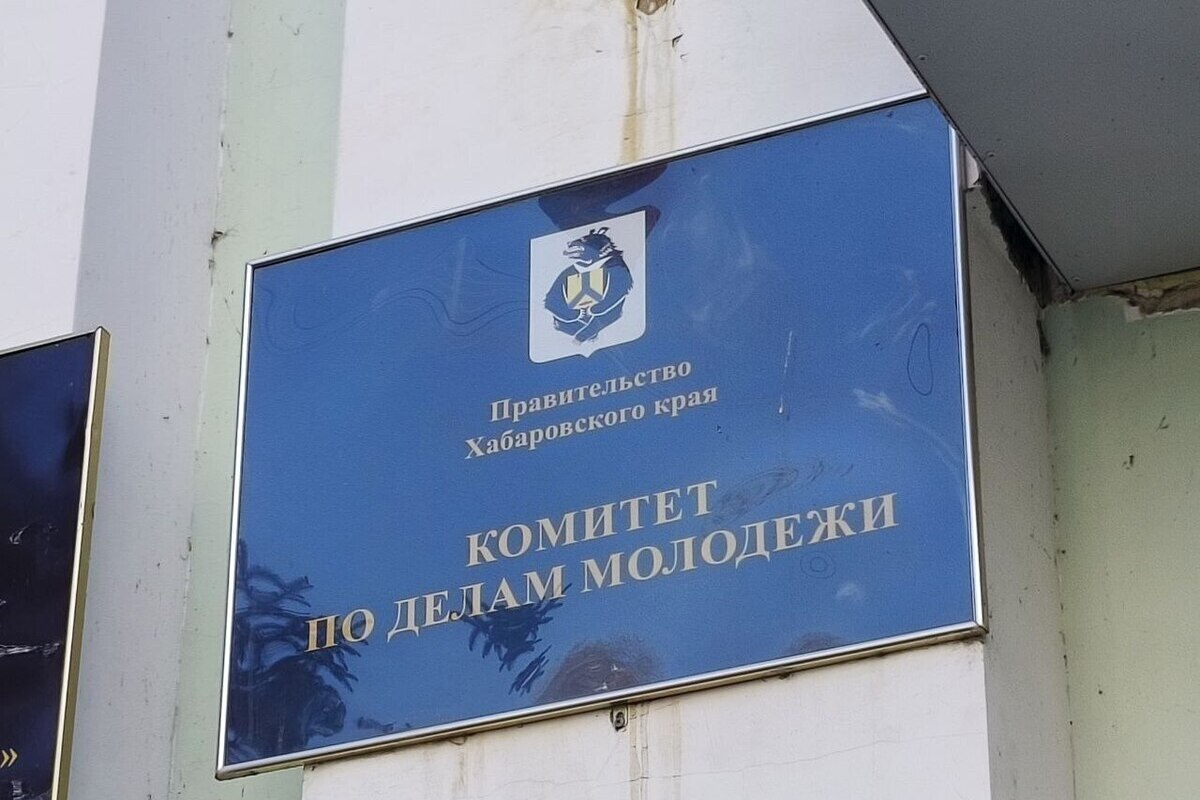 Правительство
Хабаровского края
КОМИТЕТ
ПО ДЕЛАМ МОЛОДЕЖИ
»